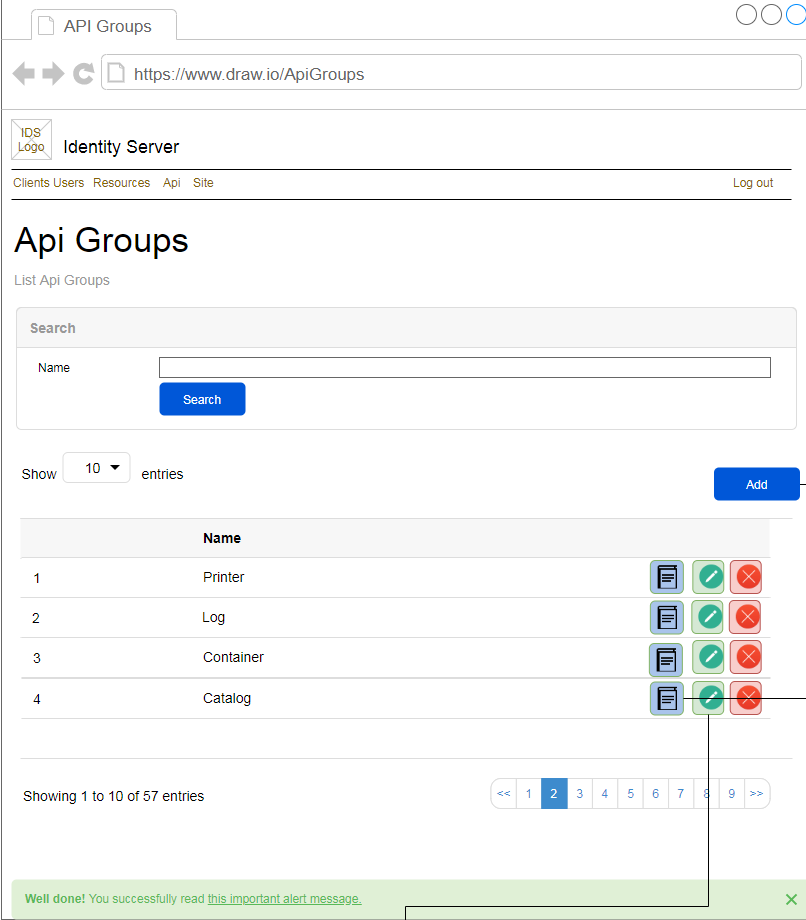 API Groups
https://www.draw.io/ApiGroups
IDS
Logo
Identity Server
Clients Users Resources Api Site Log out
Api Groups
List Api Groups
Search
Name
Search
Show 10 entries
Add
Name
1 Printer
2 Log
3 Container
4 Catalog
Showing 1 to 10 of 57 entries << 1 2 3 4 5 6 7 8 9 >>
Well done! You successfully read this important alert message.